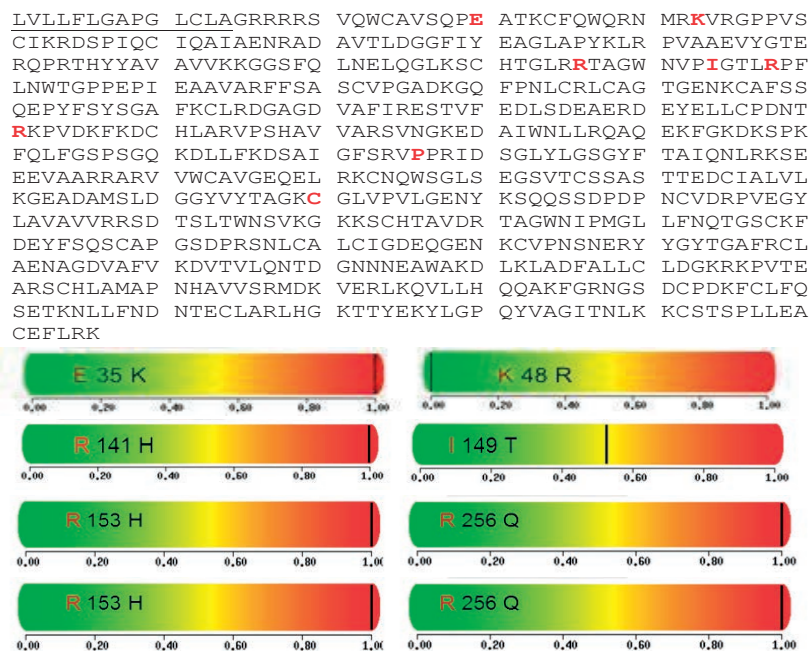 LVLLFLGAPG LCLAGRRRRS VQWCAVSQPE ATKCFQWQRN MRKVRGPPVS
CIKRDSPIQC IQAIAENRAD AVTLDGGFIY EAGLAPYKLR PVAAEVYGTE
RQPRTHYYAV AVVKKGGSFQ LNELQGLKSC HTGLRRTAGW NVPIGTLRPF
LNWTGPPEPI EAAVARFFSA SCVPGADKGQ FPNLCRLCAG TGENKCAFSS
QEPYFSYSGA FKCLRDGAGD VAFIRESTVF EDLSDEAERD EYELLCPDNT
RKPVDKFKDC HLARVPSHAV VARSVNGKED AIWNLLRQAQ EKFGKDKSPK
FQLFGSPSGQ KDLLFKDSAI GFSRVPPRID SGLYLGSGYF TAIQNLRKSE
EEVAARRARV VWCAVGEQEL RKCNQWSGLS EGSVTCSSAS TTEDCIALVL
KGEADAMSLD GGYVYTAGKC GLVPVLGENY KSQQSSDPDP NCVDRPVEGY
LAVAVVRRSD TSLTWNSVKG KKSCHTAVDR TAGWNIPMGL LFNQTGSCKF
DEYFSQSCAP GSDPRSNLCA LCIGDEQGEN KCVPNSNERY YGYTGAFRCL
AENAGDVAFV KDVTVLQNTD GNNNEAWAKD LKLADFALLC LDGKRKPVTE
ARSCHLAMAP NHAVVSRMDK VERLKQVLLH QQAKFGRNGS DCPDKFCLFQ
SETKNLLFND NTECLARLHG KTTYEKYLGP QYVAGITNLK KCSTSPLLEA
CEFLRK
E 35 K
0.00 0.20 0.40 0.60 0.80 1.00
K 48 R
0.00 0.20 0.40 0.60 0.80 1.00
R 141 H
0.00 0.20 0.40 0.60 0.80 1.00
I 149 T
0.00 0.20 0.40 0.60 0.80 1.00
R 153 H
0.00 0.20 0.40 0.60 0.80 1.00
R 256 Q
0.00 0.20 0.40 0.60 0.80 1.00
R 153 H
0.00 0.20 0.40 0.60 0.80 1.00
R 256 Q
0.00 0.20 0.40 0.60 0.80 1.00